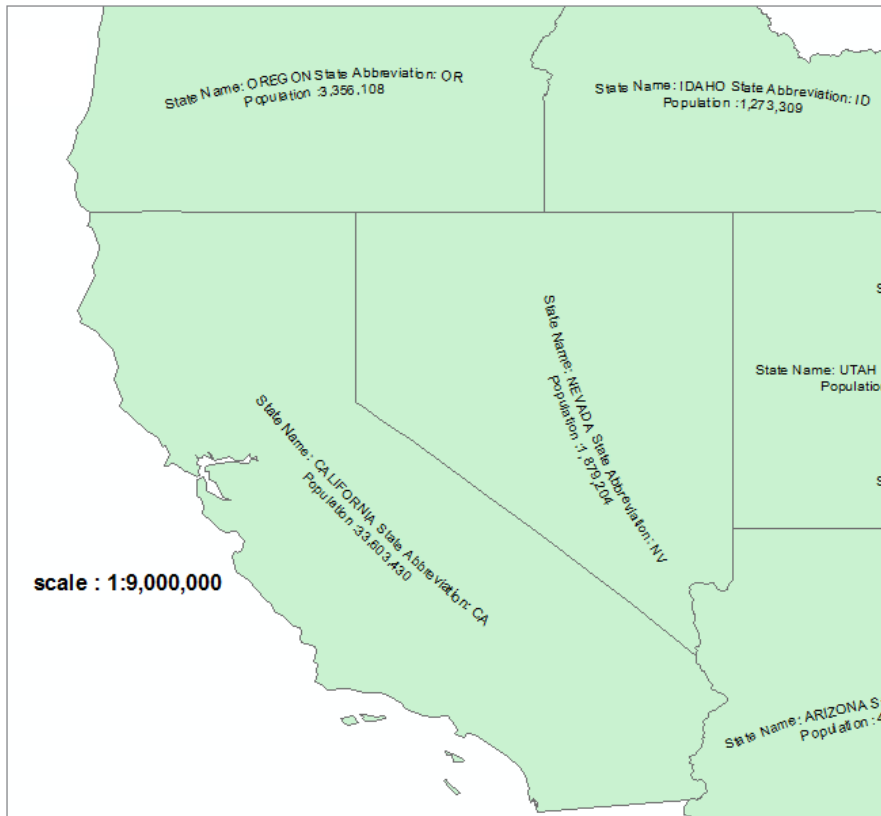 State Name: OREGON State Abbreviation: OR
Population :3,356,108
State Name: IDAHO State Abbreviation: ID
Population :1,273,309
S
State Name: NEVADA State Abbreviation: NV
Population :1,879,204
State Name: UTAH
Populatio
State Name: CALIFORNIA State Abbreviation: CA
Population :33,603,430
S
scale : 1:9,000,000
State Name: ARIZONA S
Population :4